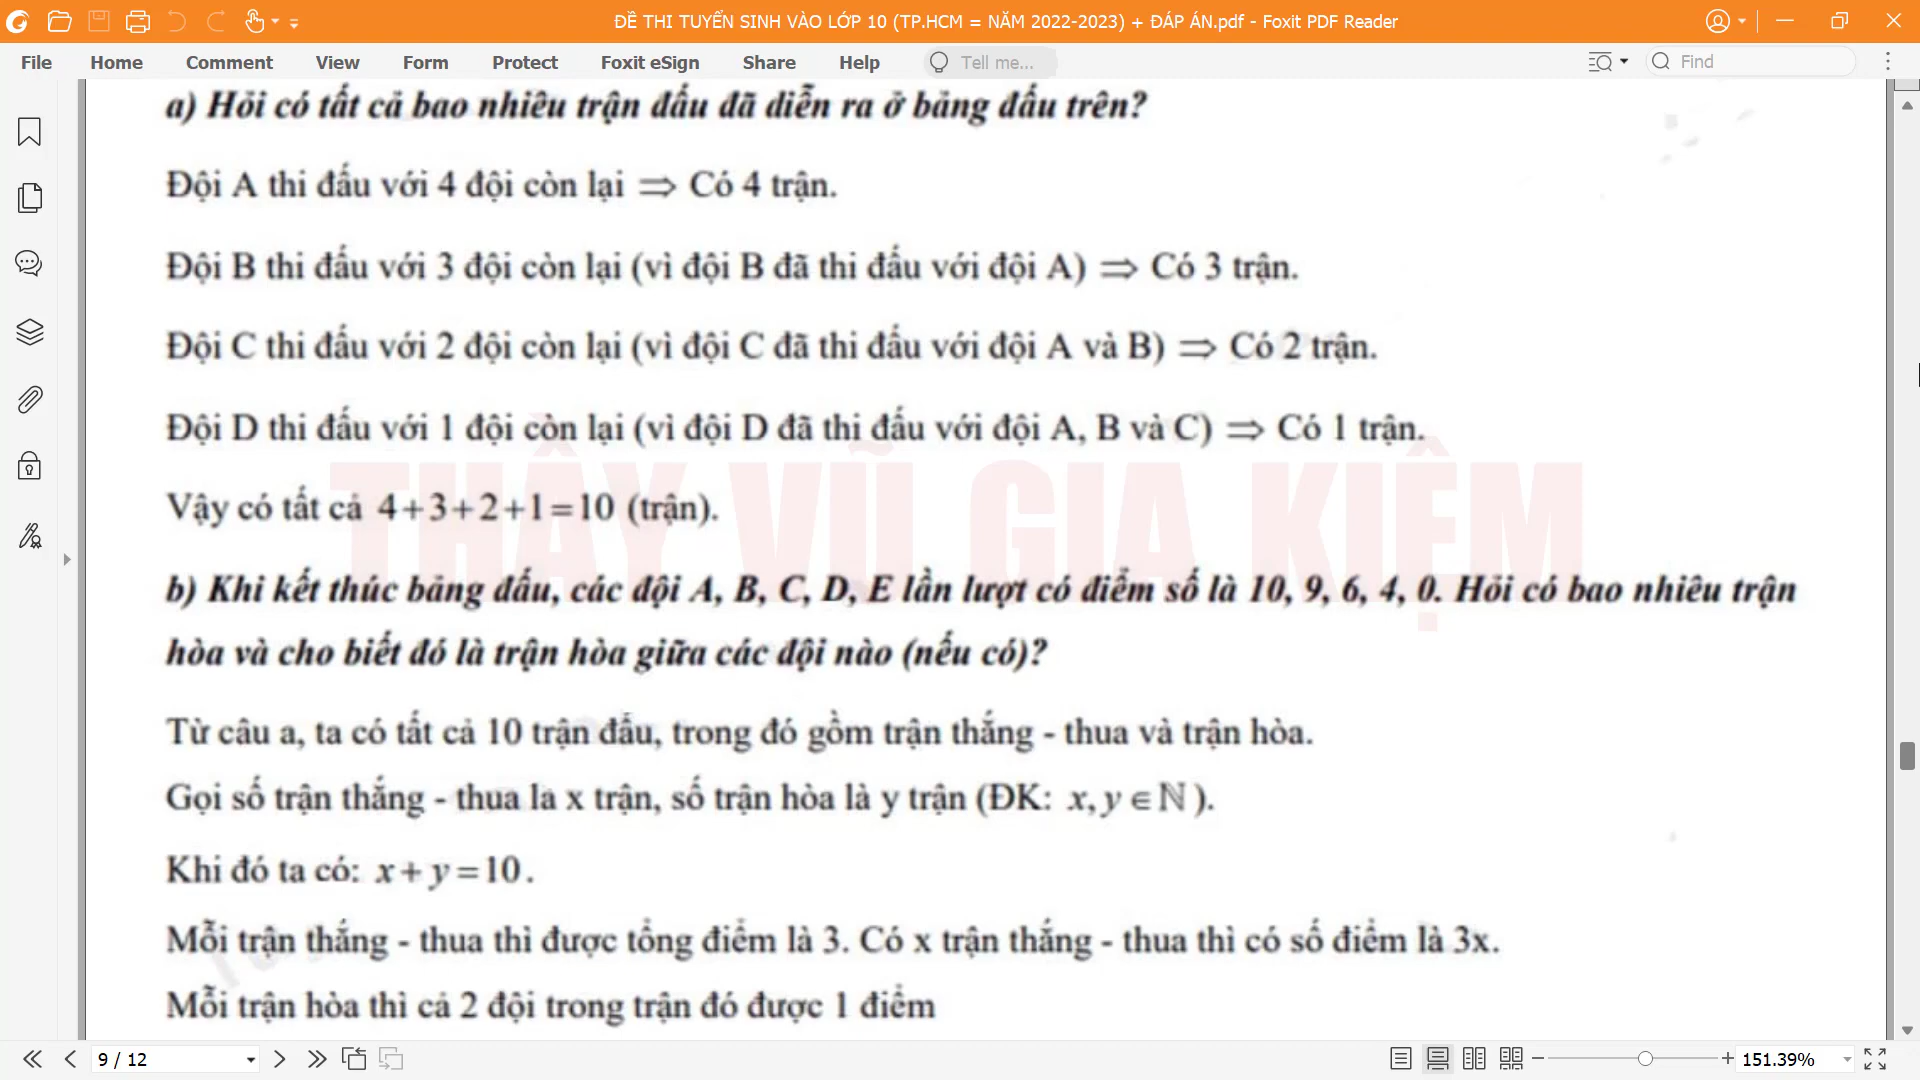 ĐỀ THI TUYỂN SINH VÀO LỚP 10 (TP.HCM = NĂM 2022-2023) + ĐÁP ÁN.pdf - Foxit PDF Reader
File Home Comment View Form Protect Foxit eSign Share Help Tell me... Find
a) Hỏi có tất cả bao nhiêu trận đấu đã diễn ra ở bảng đấu trên?
Đội A thi đấu với 4 đội còn lại ⇒ Có 4 trận.
Đội B thi đấu với 3 đội còn lại (vì đội B đã thi đấu với đội A) ⇒ Có 3 trận.
Đội C thi đấu với 2 đội còn lại (vì đội C đã thi đấu với đội A và B) ⇒ Có 2 trận.
Đội D thi đấu với 1 đội còn lại (vì đội D đã thi đấu với đội A, B và C) ⇒ Có 1 trận.
THẦY VŨ GIA KIỆM
Vậy có tất cả 4+3+2+1=10 (trận).
b) Khi kết thúc bảng đấu, các đội A, B, C, D, E lần lượt có điểm số là 10, 9, 6, 4, 0. Hỏi có bao nhiêu trận
hòa và cho biết đó là trận hòa giữa các đội nào (nếu có)?
Từ câu a, ta có tất cả 10 trận đấu, trong đó gồm trận thắng - thua và trận hòa.
Gọi số trận thắng - thua la x trận, số trận hòa là y trận (ĐK: x, y ∈ ℕ ).
Khi đó ta có: x + y = 10.
Mỗi trận thắng - thua thì được tổng điểm là 3. Có x trận thắng - thua thì có số điểm là 3x.
Mỗi trận hòa thì cả 2 đội trong trận đó được 1 điểm
9 / 12 151.39%